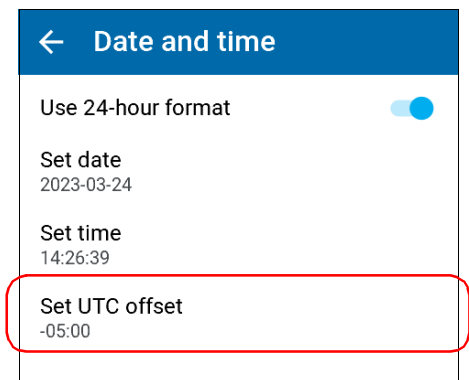 Date and time
Use 24-hour format
Set date
2023-03-24
Set time
14:26:39
Set UTC offset
-05:00